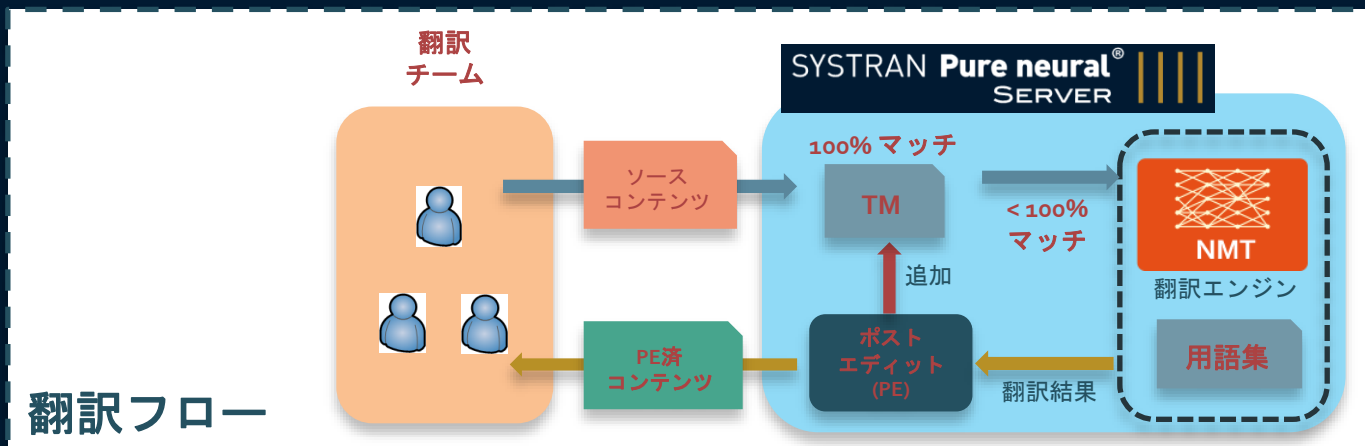 翻訳
チーム
SYSTRAN Pure neural®
SERVER
ソース
コンテンツ
100% マッチ
TM
< 100%
マッチ
NMT
翻訳エンジン
用語集
追加
ポスト
エディット
(PE)
翻訳結果
PE済
コンテンツ
翻訳フロー